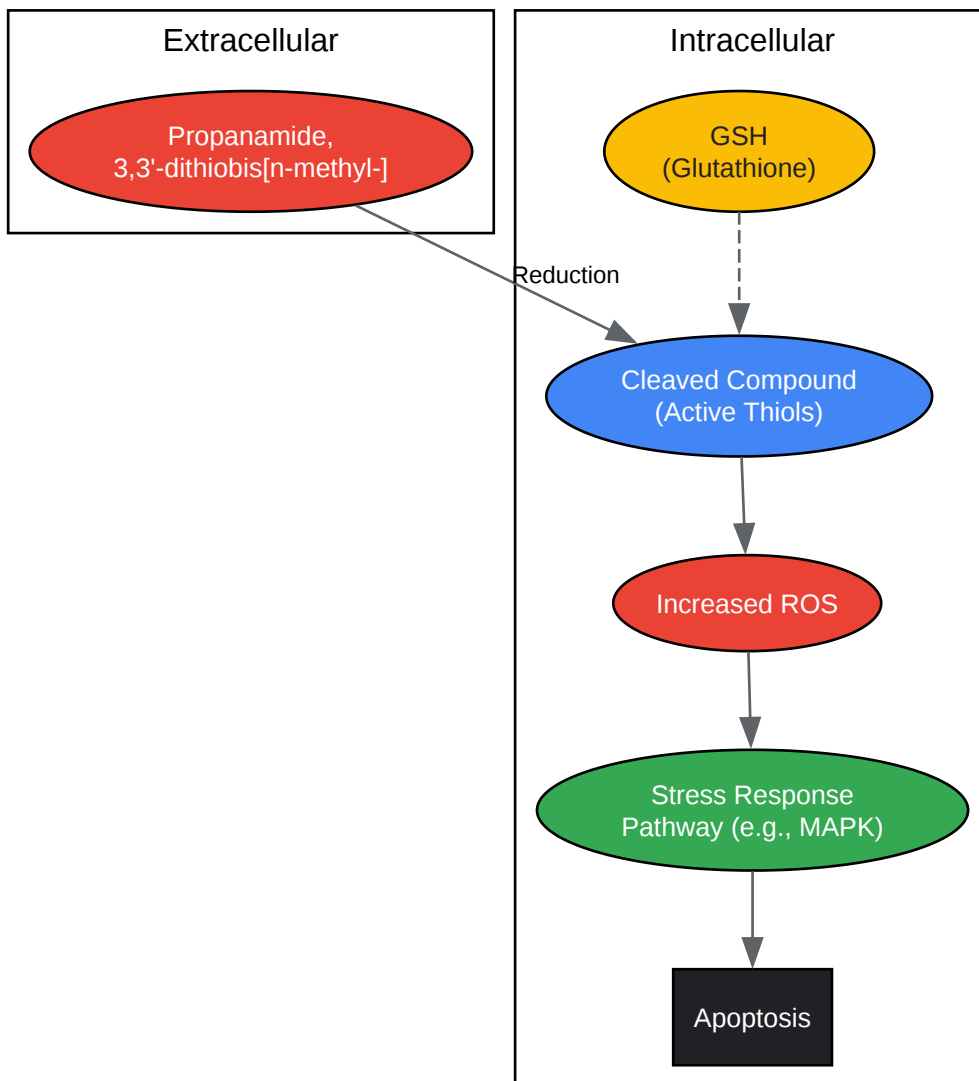 Extracellular
Propanamide,
3,3'-dithiobis[n-methyl-]
Intracellular
GSH
(Glutathione)
Reduction
Cleaved Compound
(Active Thiols)
Increased ROS
Stress Response
Pathway (e.g., MAPK)
Apoptosis